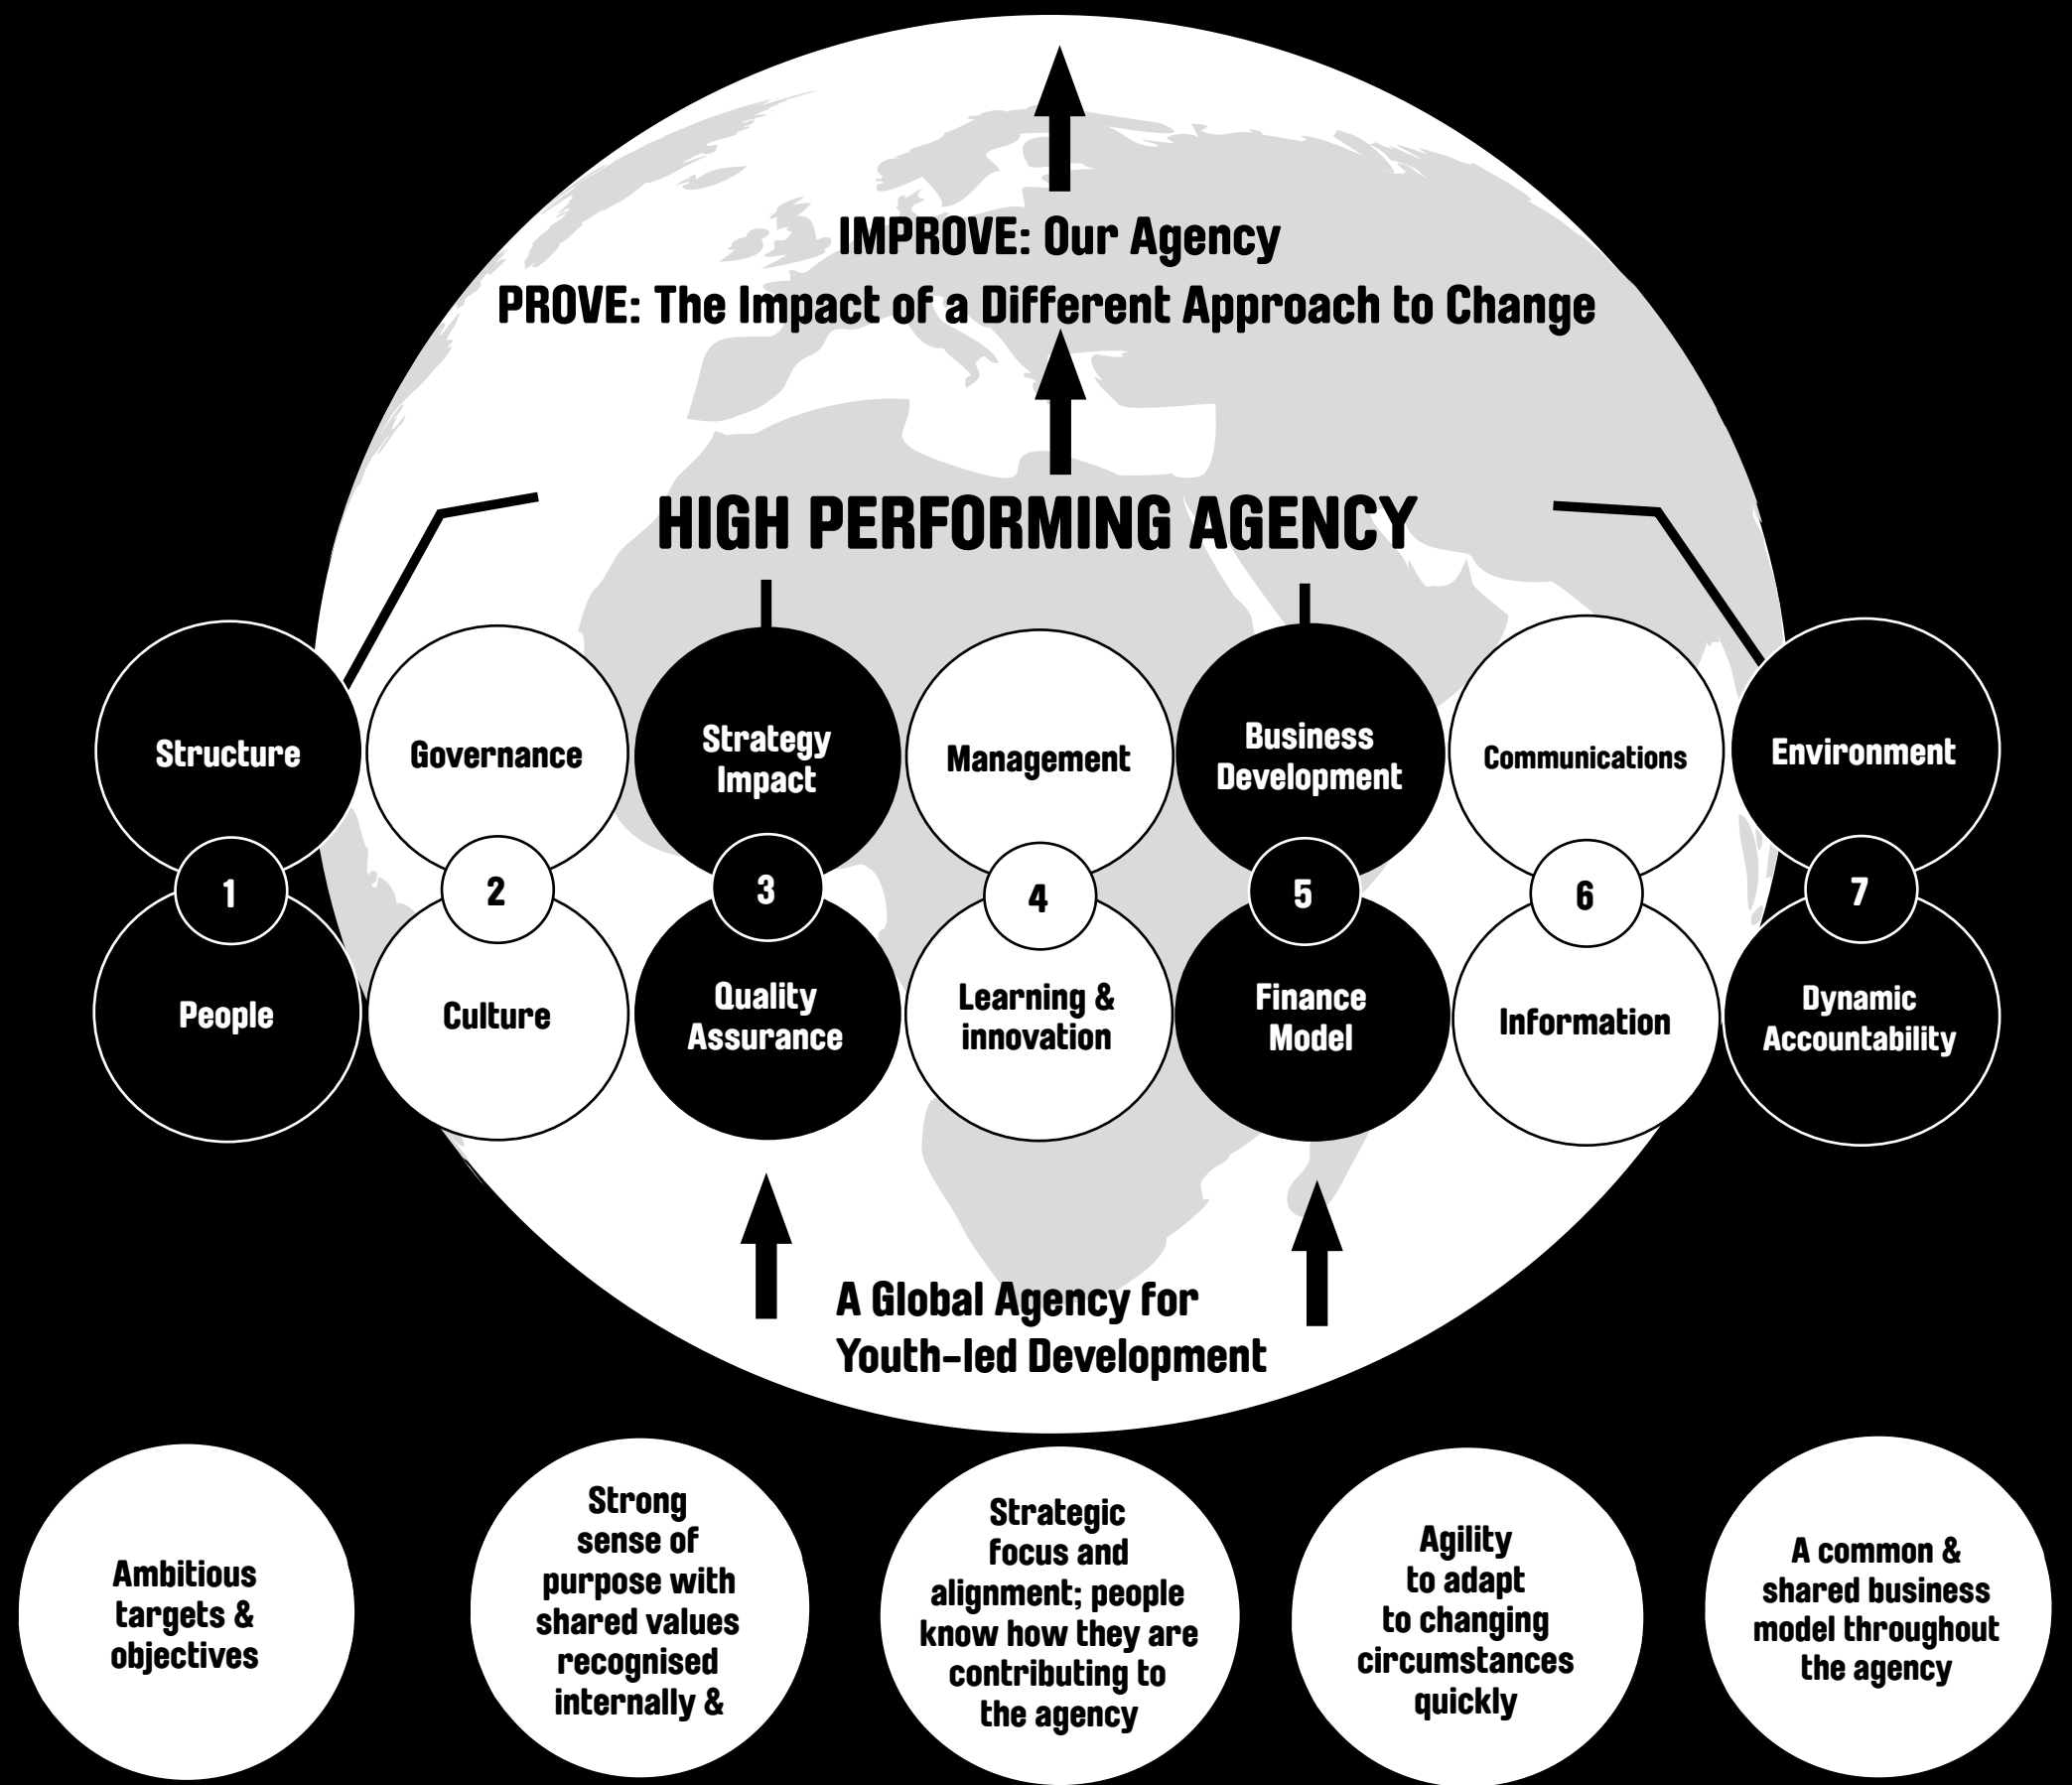 IMPROVE: Our Agency
PROVE: The Impact of a Different Approach to Change
HIGH PERFORMING AGENCY
Structure
Governance
Strategy
Impact
Management
Business
Development
Communications
Environment
1
2
3
4
5
6
7
People
Culture
Quality
Assurance
Learning &
innovation
Finance
Model
Information
Dynamic
Accountability
A Global Agency for
Youth-led Development
Ambitious
targets &
objectives
Strong
sense of
purpose with
shared values
recognised
internally &
Strategic
focus and
alignment; people
know how they are
contributing to
the agency
Agility
to adapt
to changing
circumstances
quickly
A common &
shared business
model throughout
the agency